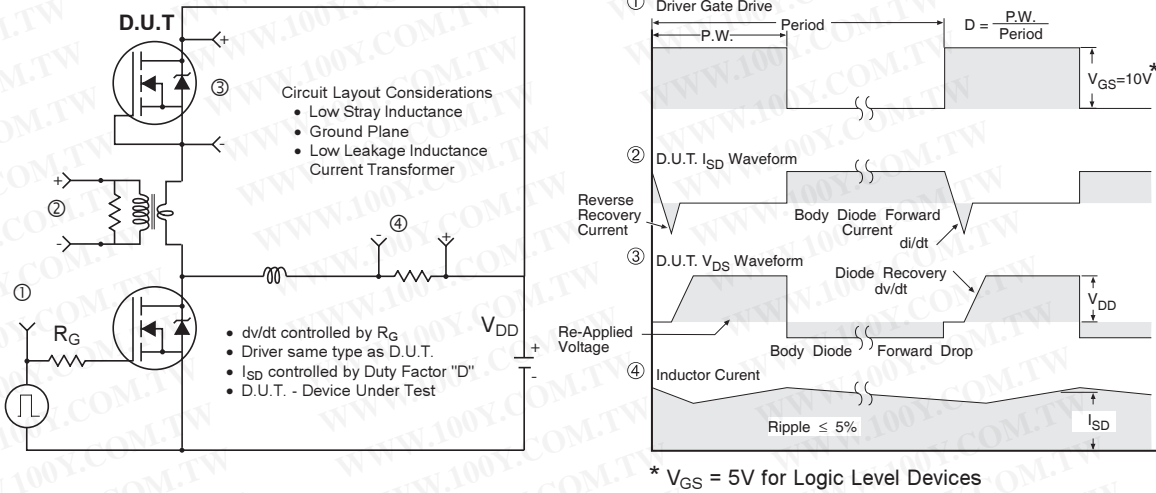 D.U.T
+
③
-
Circuit Layout Considerations
• Low Stray Inductance
• Ground Plane
• Low Leakage Inductance
Current Transformer
+
②
-
④
-
+
①
R_G
• dv/dt controlled by R_G
• Driver same type as D.U.T.
• I_SD controlled by Duty Factor "D"
• D.U.T. - Device Under Test
V_DD
+
-
① Driver Gate Drive
P.W.
Period
D = P.W. / Period
V_GS=10V *
② D.U.T. I_SD Waveform
Reverse
Recovery
Current
Body Diode Forward
Current
di/dt
③ D.U.T. V_DS Waveform
Diode Recovery
dv/dt
V_DD
Re-Applied
Voltage
Body Diode Forward Drop
④ Inductor Curent
Ripple ≤ 5%
I_SD
* V_GS = 5V for Logic Level Devices
WWW.100Y.COM.TW